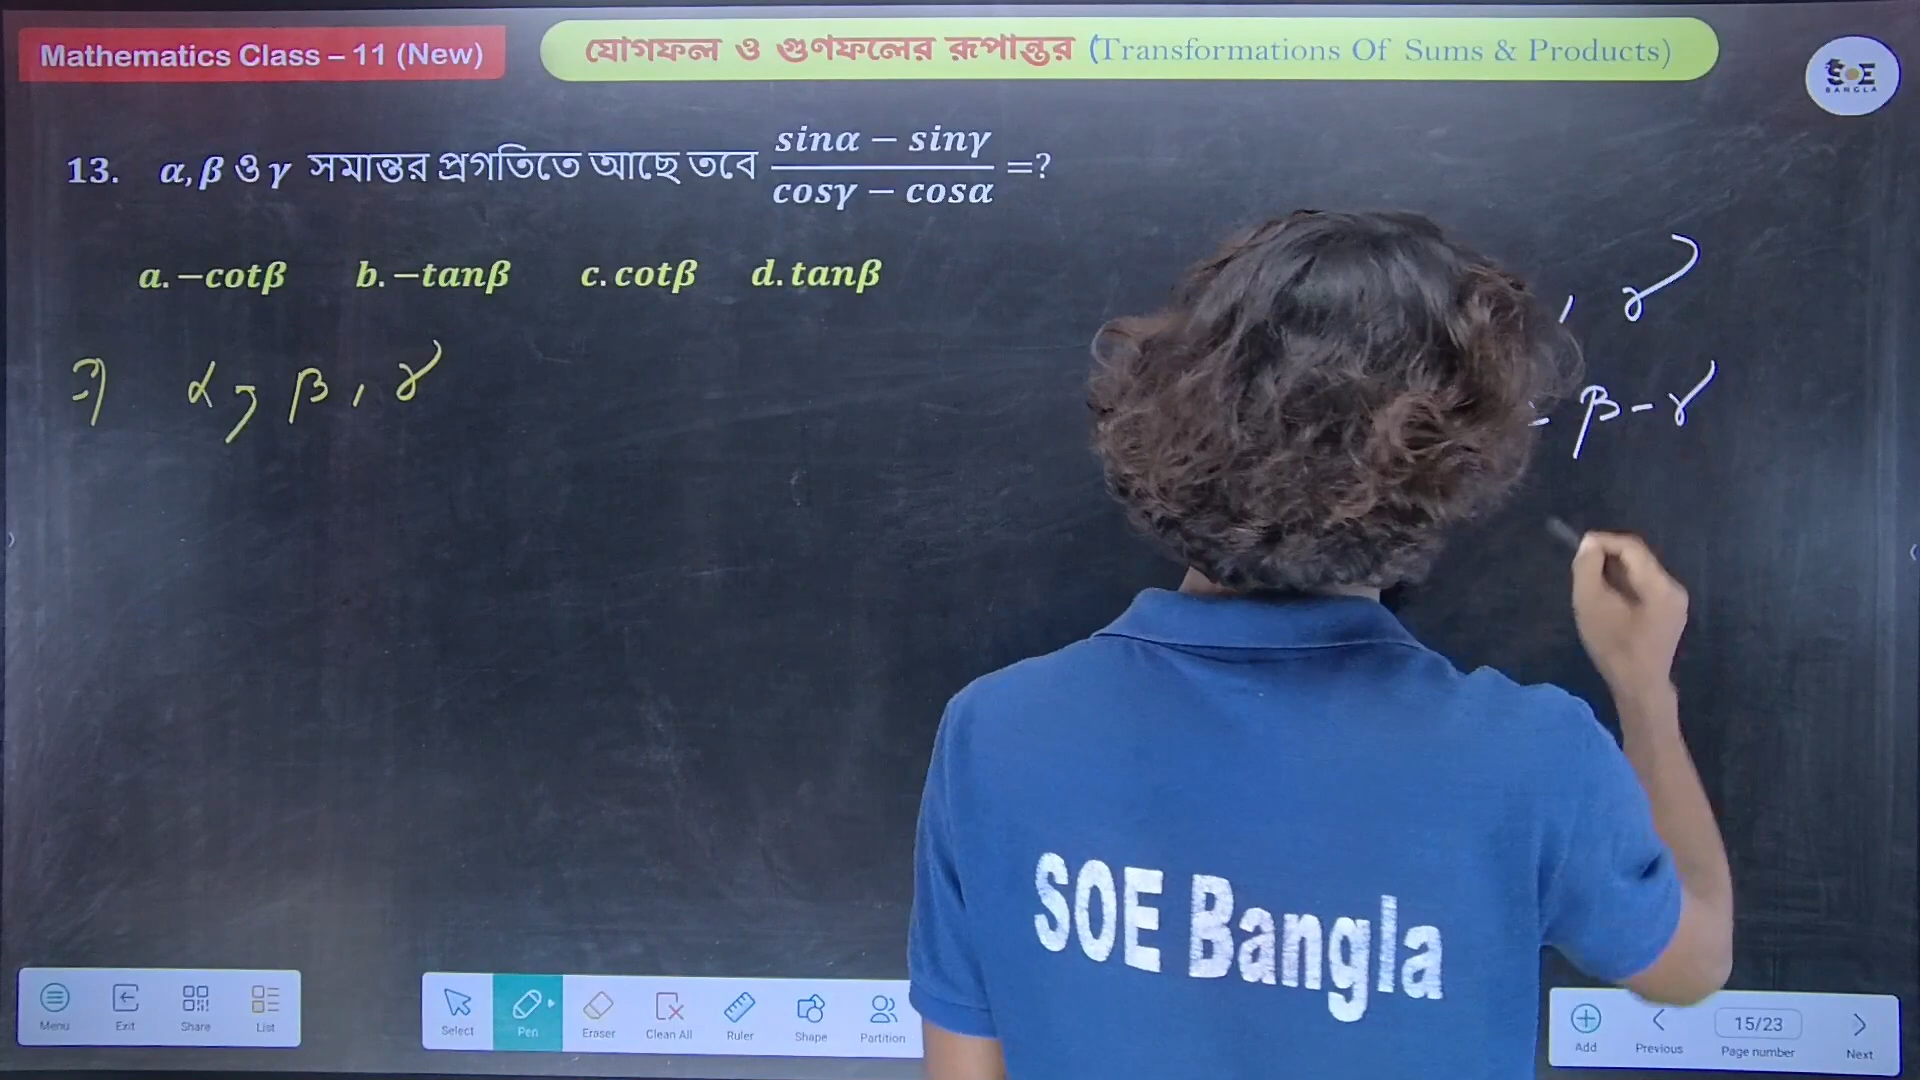 Mathematics Class – 11 (New)
যোগফল ও গুণফলের রূপান্তর (Transformations Of Sums & Products)
SOE
BANGLA
13. α, β ও γ সমান্তর প্রগতিতে আছে তবে (sinα − sinγ)/(cosγ − cosα) =?
a. −cotβ b. −tanβ c. cotβ d. tanβ
, γ
⇒ α, β, γ
= β − γ
SOE Bangla
Menu Exit Share List
Select Pen Eraser Clean All Ruler Shape Partition
Add Previous 15/23 Page number Next